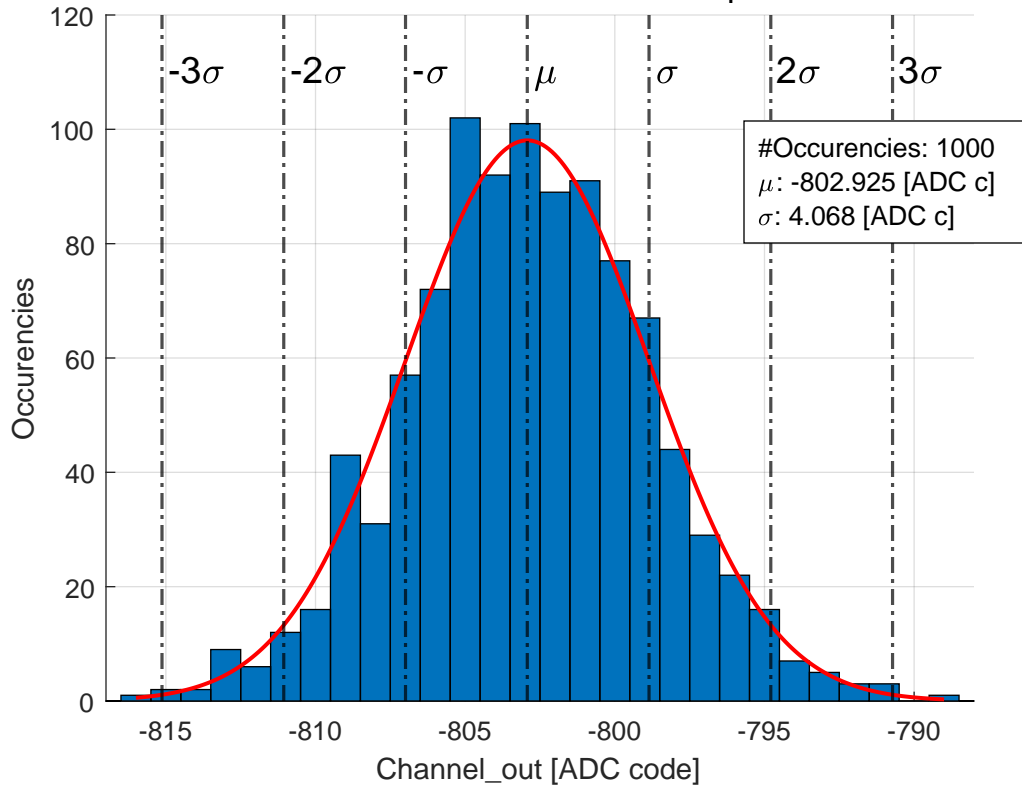 120
100
80
60
40
20
0
-3σ
-2σ
-σ
μ
σ
2σ
3σ
#Occurencies: 1000
μ: -802.925 [ADC c]
σ: 4.068 [ADC c]
Occurencies
-815
-810
-805
-800
-795
-790
Channel_out [ADC code]